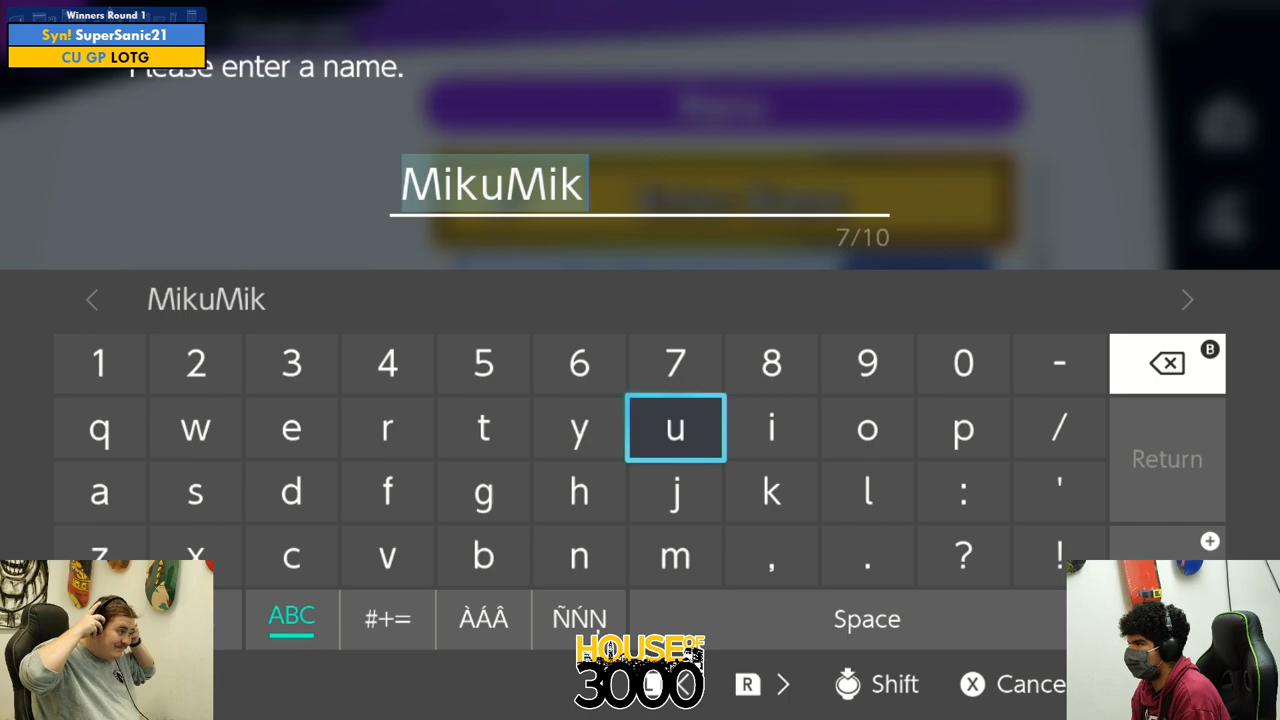 Winners Round 1
Syn! SuperSanic21
CU GP LOTG
Please enter a name.
MikuMik
7/10
MikuMik
1 2 3 4 5 6 7 8 9 0 -
B
q w e r t y u i o p /
Return
a s d f g h j k l : '
z x c v b n m , . ? !
+
ABC #+= ÀÁÂ ÑŃṆ Space
HOUSE OF
3000
L R Shift X Cance